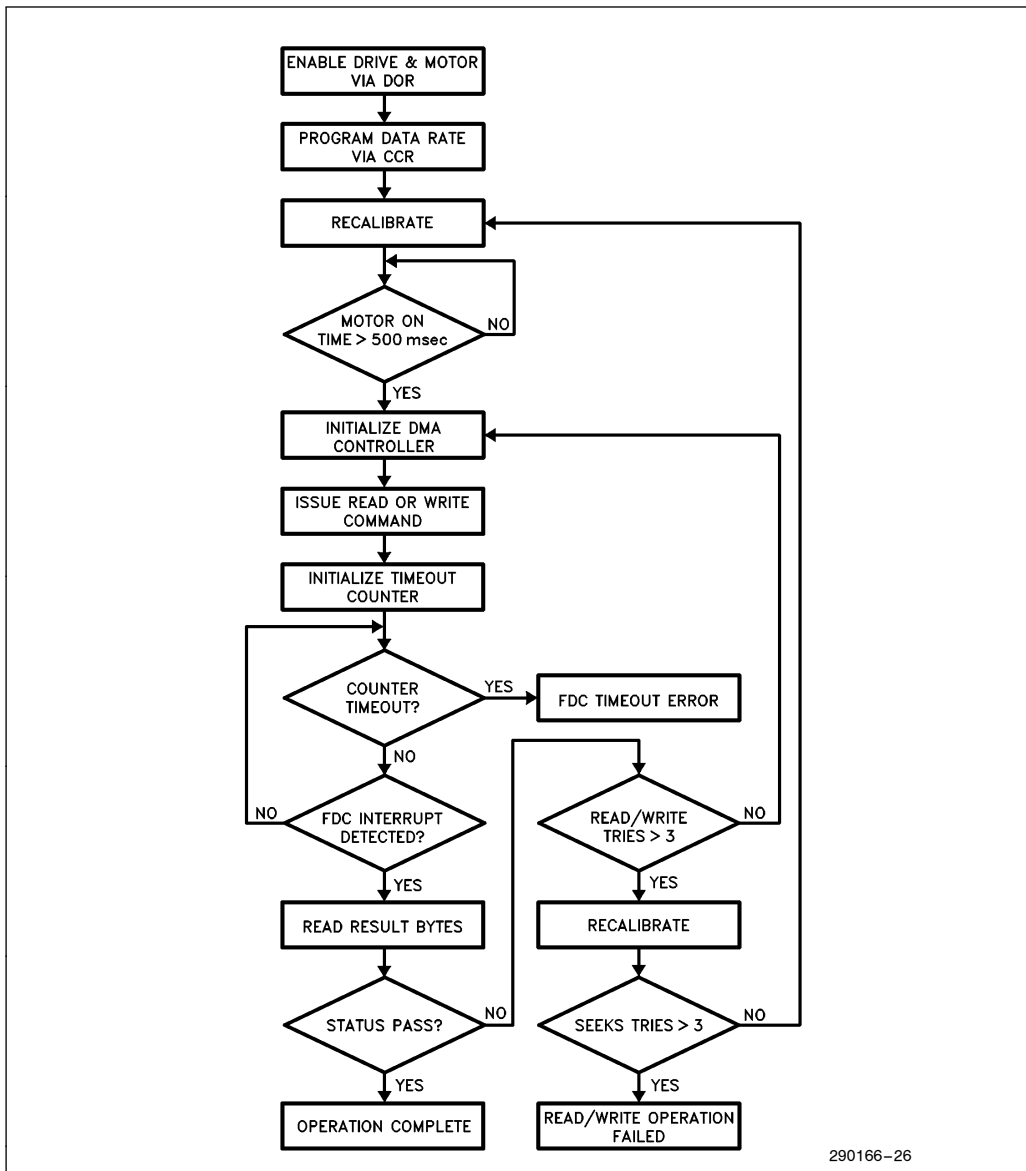 ENABLE DRIVE & MOTOR
VIA DOR
PROGRAM DATA RATE
VIA CCR
RECALIBRATE
MOTOR ON
TIME > 500 msec
NO
YES
INITIALIZE DMA
CONTROLLER
ISSUE READ OR WRITE
COMMAND
INITIALIZE TIMEOUT
COUNTER
COUNTER
TIMEOUT?
YES
FDC TIMEOUT ERROR
NO
FDC INTERRUPT
DETECTED?
NO
YES
READ RESULT BYTES
STATUS PASS?
NO
YES
OPERATION COMPLETE
READ/WRITE
TRIES > 3
NO
YES
RECALIBRATE
SEEKS TRIES > 3
NO
YES
READ/WRITE OPERATION
FAILED
290166-26